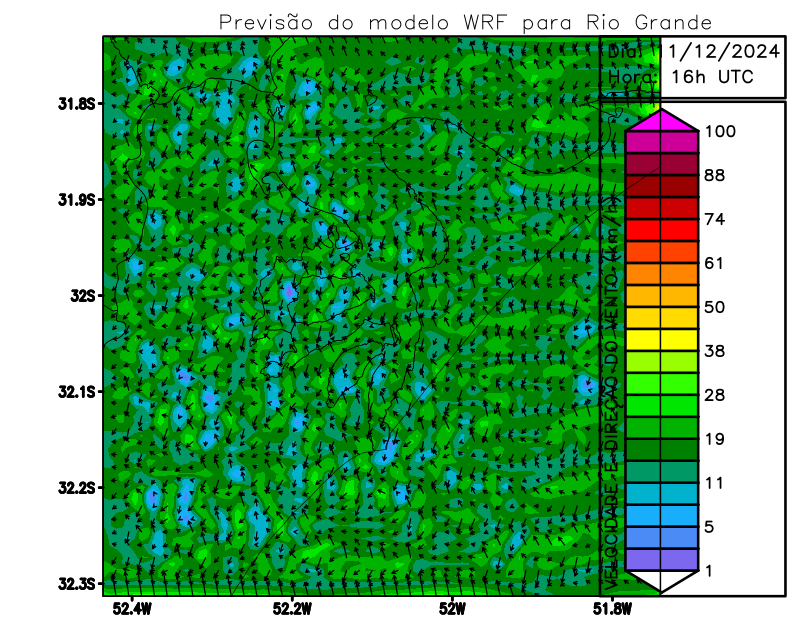 Previsão do modelo WRF para Rio Grande
Dia: 11/12/2024
Hora: 16h UTC
31.8S
31.9S
32S
32.1S
32.2S
32.3S
52.4W
52.2W
52W
51.8W
VELOCIDADE E DIREÇÃO DO VENTO (km/h)
100
88
74
61
50
38
28
19
11
5
1